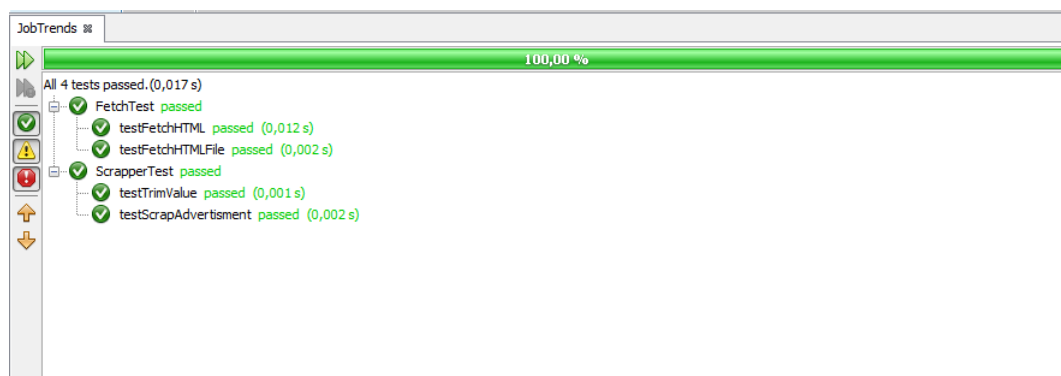 JobTrends
100,00 %
All 4 tests passed.(0,017 s)
FetchTest passed
testFetchHTML passed (0,012 s)
testFetchHTMLFile passed (0,002 s)
ScrapperTest passed
testTrimValue passed (0,001 s)
testScrapAdvertisment passed (0,002 s)